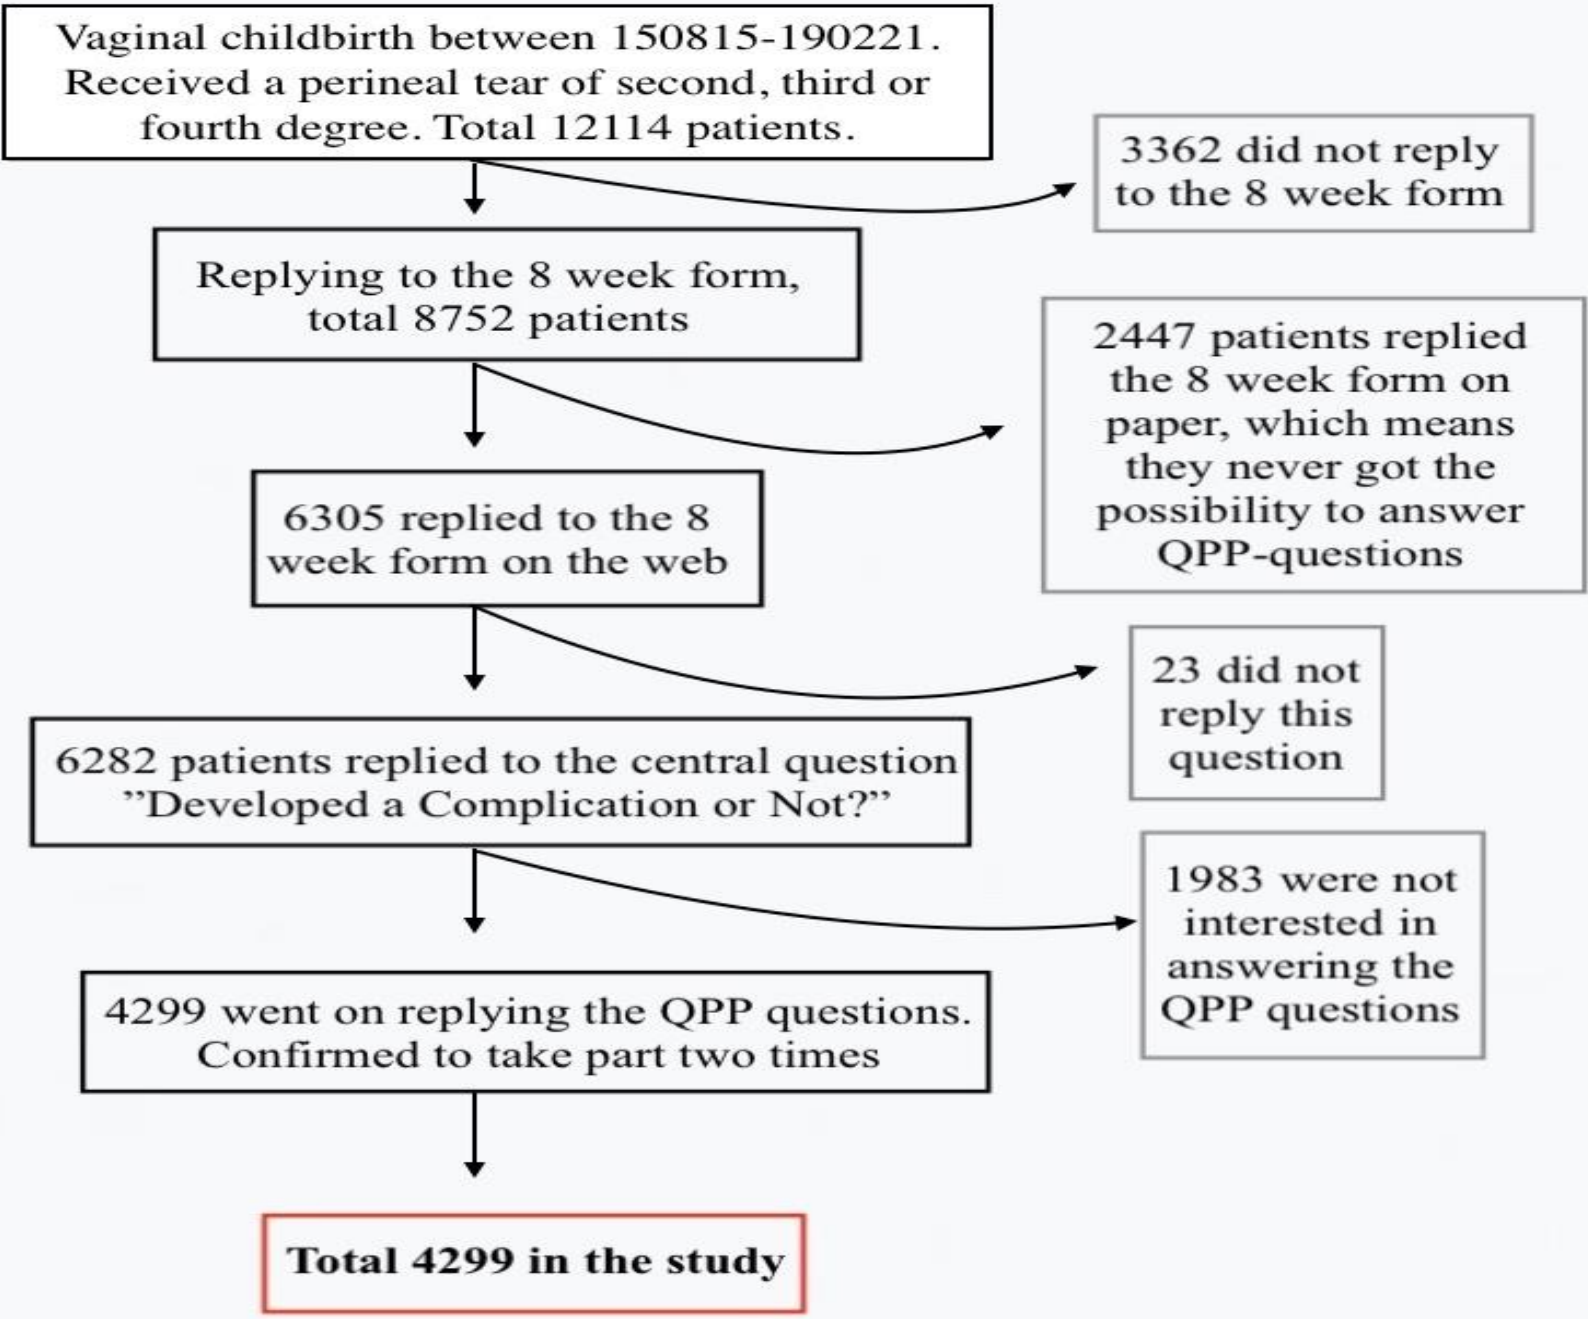 Vaginal childbirth between 150815-190221.
Received a perineal tear of second, third or
fourth degree. Total 12114 patients.
3362 did not reply
to the 8 week form
Replying to the 8 week form,
total 8752 patients
2447 patients replied
the 8 week form on
paper, which means
they never got the
possibility to answer
QPP-questions
6305 replied to the 8
week form on the web
23 did not
reply this
question
6282 patients replied to the central question
”Developed a Complication or Not?”
1983 were not
interested in
answering the
QPP questions
4299 went on replying the QPP questions.
Confirmed to take part two times
Total 4299 in the study